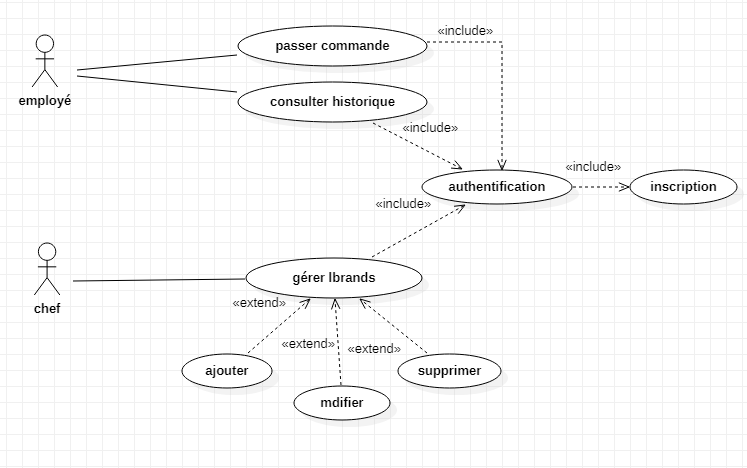 «include»
passer commande
employé
consulter historique
«include»
«include»
authentification
inscription
«include»
chef
gérer lbrands
«extend»
«extend»
«extend»
ajouter
supprimer
mdifier